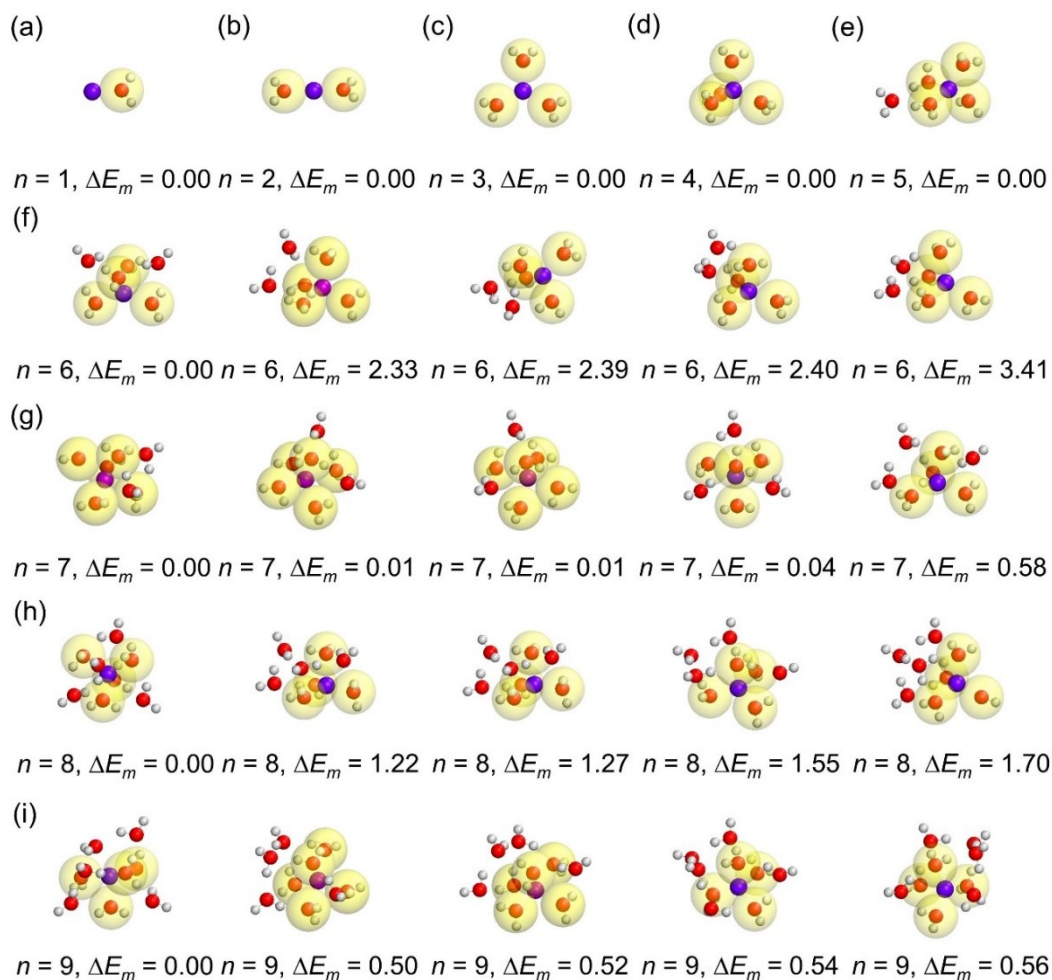 (a) (b) (c) (d) (e)
n = 1, ΔEm = 0.00 n = 2, ΔEm = 0.00 n = 3, ΔEm = 0.00 n = 4, ΔEm = 0.00 n = 5, ΔEm = 0.00
(f)
n = 6, ΔEm = 0.00 n = 6, ΔEm = 2.33 n = 6, ΔEm = 2.39 n = 6, ΔEm = 2.40 n = 6, ΔEm = 3.41
(g)
n = 7, ΔEm = 0.00 n = 7, ΔEm = 0.01 n = 7, ΔEm = 0.01 n = 7, ΔEm = 0.04 n = 7, ΔEm = 0.58
(h)
n = 8, ΔEm = 0.00 n = 8, ΔEm = 1.22 n = 8, ΔEm = 1.27 n = 8, ΔEm = 1.55 n = 8, ΔEm = 1.70
(i)
n = 9, ΔEm = 0.00 n = 9, ΔEm = 0.50 n = 9, ΔEm = 0.52 n = 9, ΔEm = 0.54 n = 9, ΔEm = 0.56